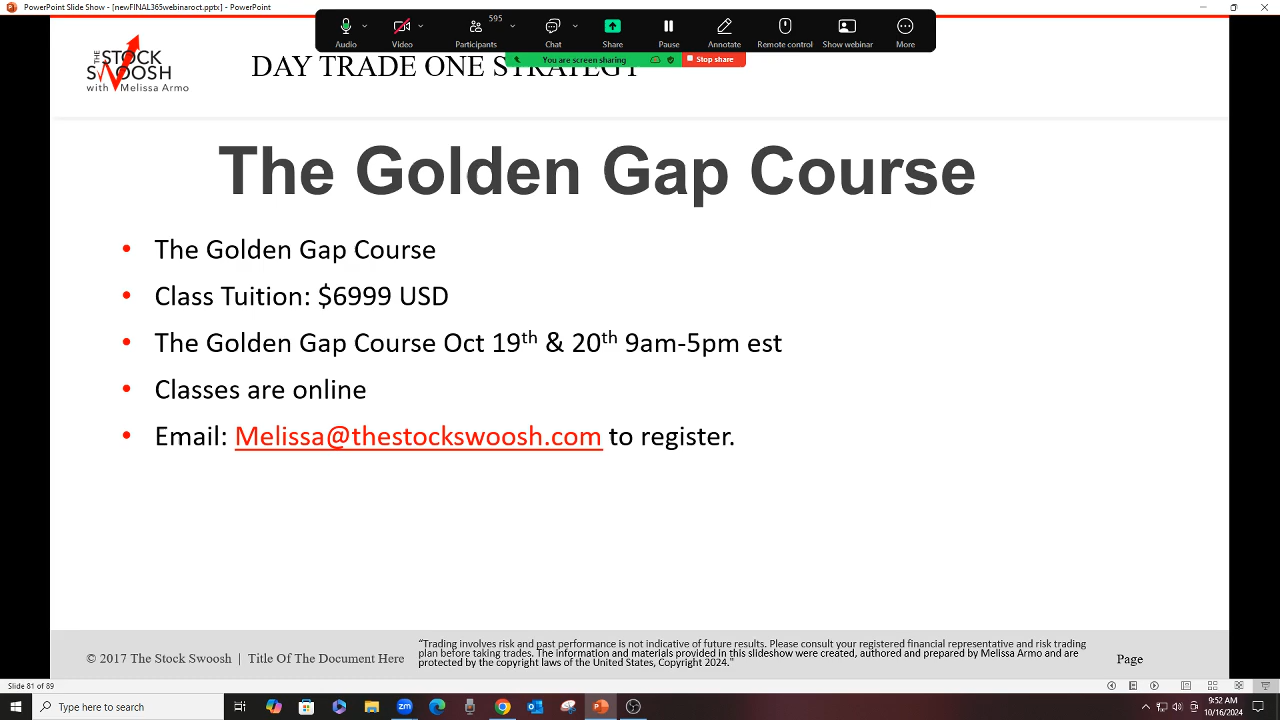 PowerPoint Slide Show - [newFINAL365webinaroct.pptx] - PowerPoint
595
Audio Video Participants Chat Share Pause Annotate Remote control Show webinar More
You are screen sharing Stop share
THE STOCK
SWOOSH
with Melissa Armo
DAY TRADE ONE STRATEGY
The Golden Gap Course
• The Golden Gap Course
• Class Tuition: $6999 USD
• The Golden Gap Course Oct 19th & 20th 9am-5pm est
• Classes are online
• Email: Melissa@thestockswoosh.com to register.
© 2017 The Stock Swoosh | Title Of The Document Here
"Trading involves risk and past performance is not indicative of future results. Please consult your registered financial representative and risk trading
plan before taking trades. The information and materials provided in this slideshow were created, authored and prepared by Melissa Armo and are
protected by the copyright laws of the United States, Copyright 2024."
Page
Slide 81 of 89
Type here to search
9:52 AM
10/16/2024